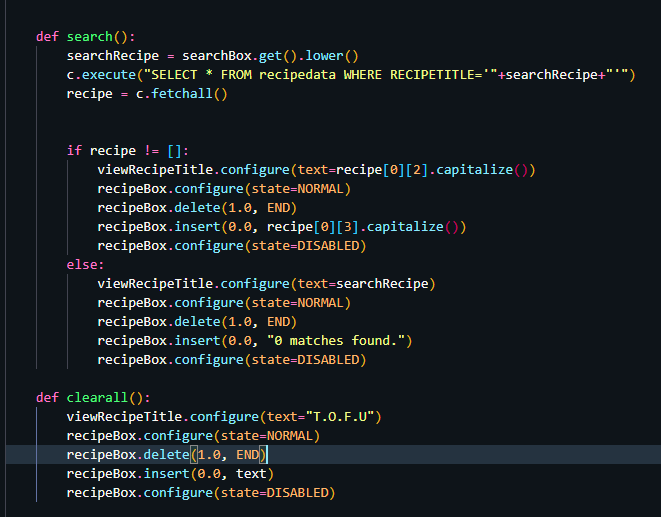 def search():
searchRecipe = searchBox.get().lower()
c.execute("SELECT * FROM recipedata WHERE RECIPETITLE='"+searchRecipe+"'")
recipe = c.fetchall()
if recipe != []:
viewRecipeTitle.configure(text=recipe[0][2].capitalize())
recipeBox.configure(state=NORMAL)
recipeBox.delete(1.0, END)
recipeBox.insert(0.0, recipe[0][3].capitalize())
recipeBox.configure(state=DISABLED)
else:
viewRecipeTitle.configure(text=searchRecipe)
recipeBox.configure(state=NORMAL)
recipeBox.delete(1.0, END)
recipeBox.insert(0.0, "0 matches found.")
recipeBox.configure(state=DISABLED)
def clearall():
viewRecipeTitle.configure(text="T.O.F.U")
recipeBox.configure(state=NORMAL)
recipeBox.delete(1.0, END)
recipeBox.insert(0.0, text)
recipeBox.configure(state=DISABLED)